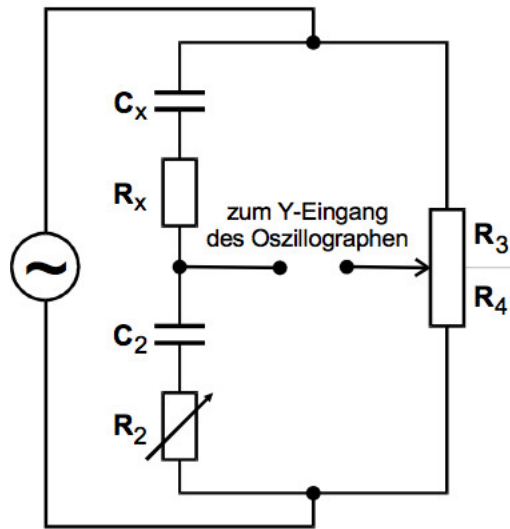 Cₓ
Rₓ
zum Y-Eingang
des Oszillographen
R₃
R₄
C₂
R₂
~